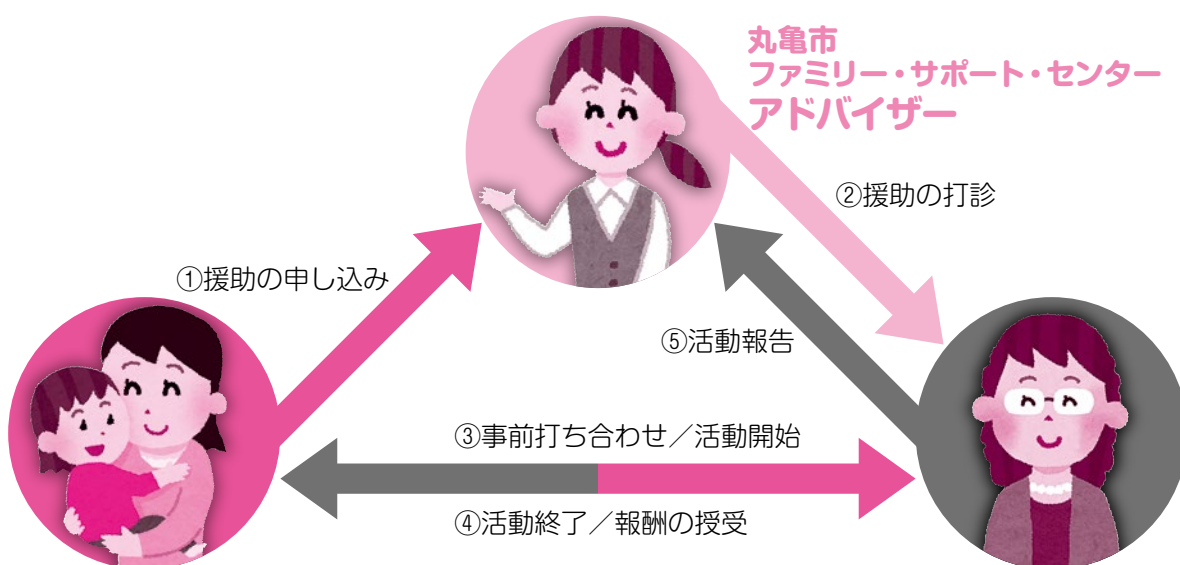 丸亀市
ファミリー・サポート・センター
アドバイザー
②援助の打診
①援助の申し込み
⑤活動報告
③事前打ち合わせ／活動開始
④活動終了／報酬の授受